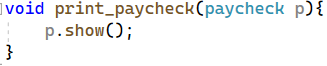 void print_paycheck(paycheck p){
    p.show();
}